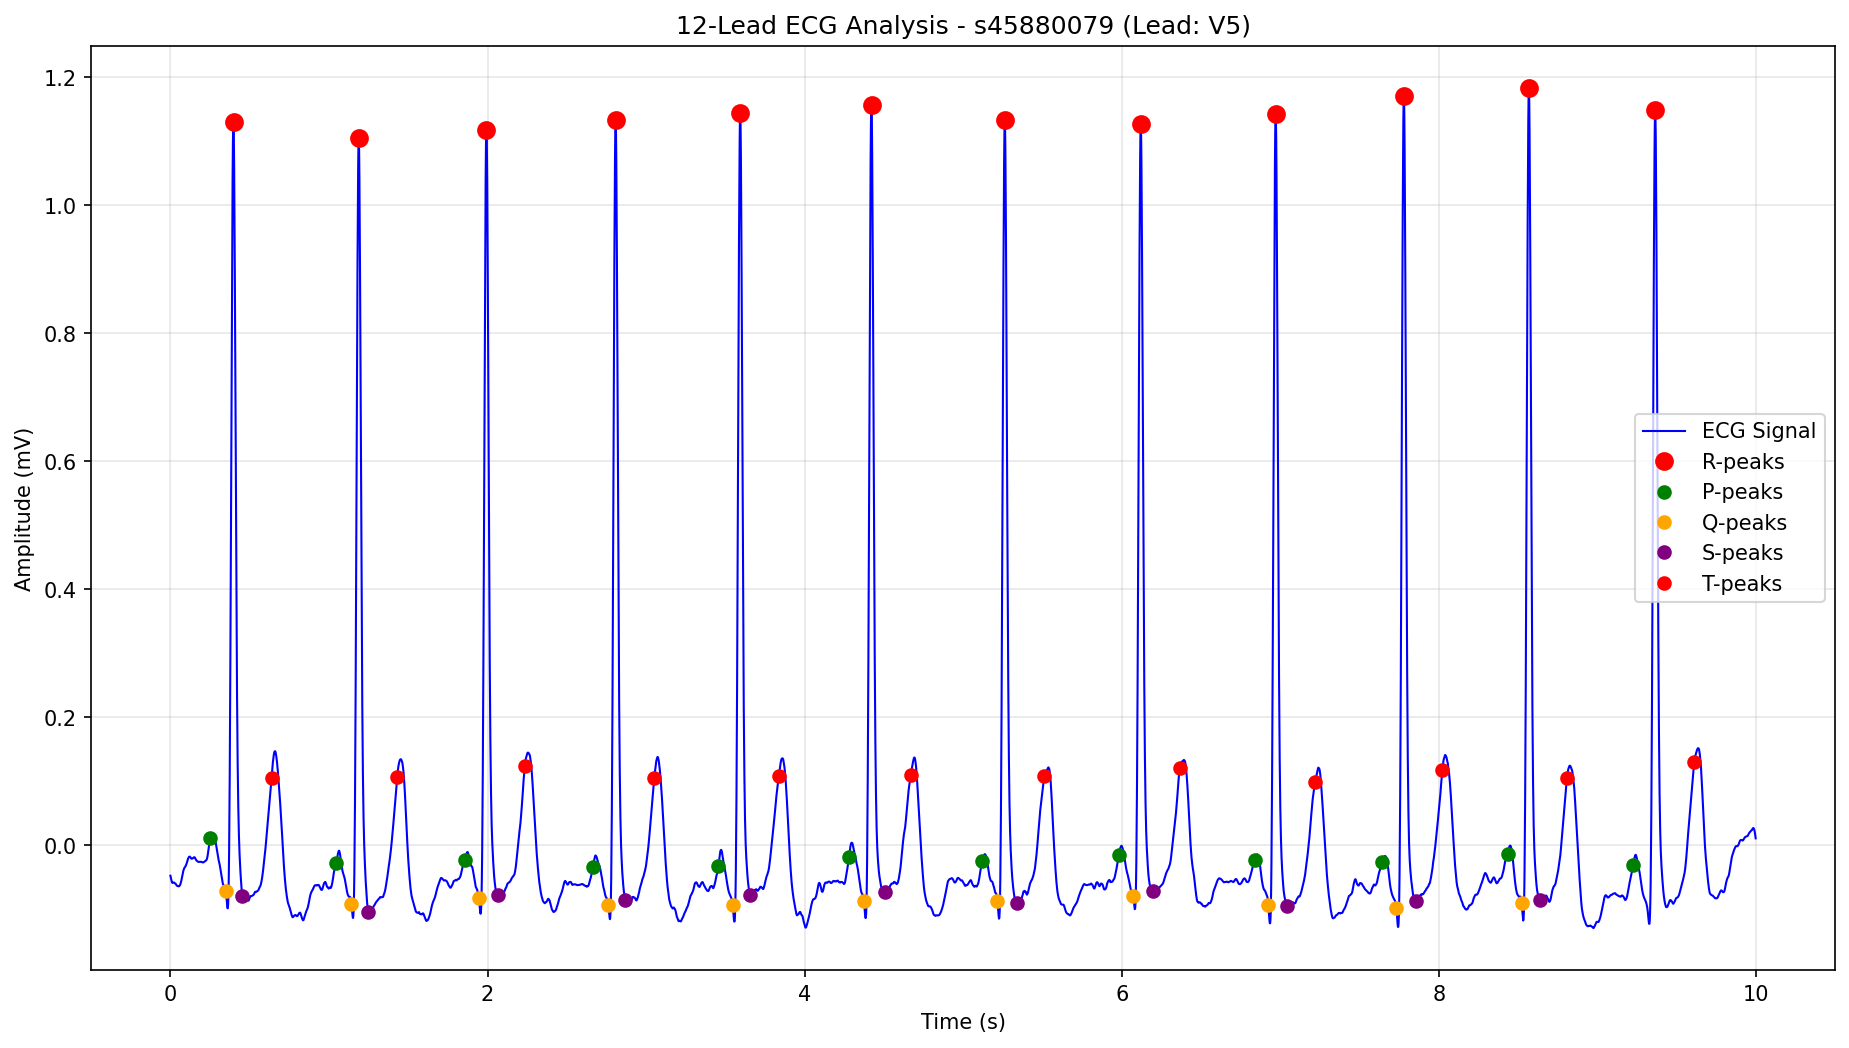 12-Lead ECG Analysis - s45880079 (Lead: V5)
Amplitude (mV)
1.2
1.0
0.8
0.6
0.4
0.2
0.0
ECG Signal
R-peaks
P-peaks
Q-peaks
S-peaks
T-peaks
0 2 4 6 8 10
Time (s)